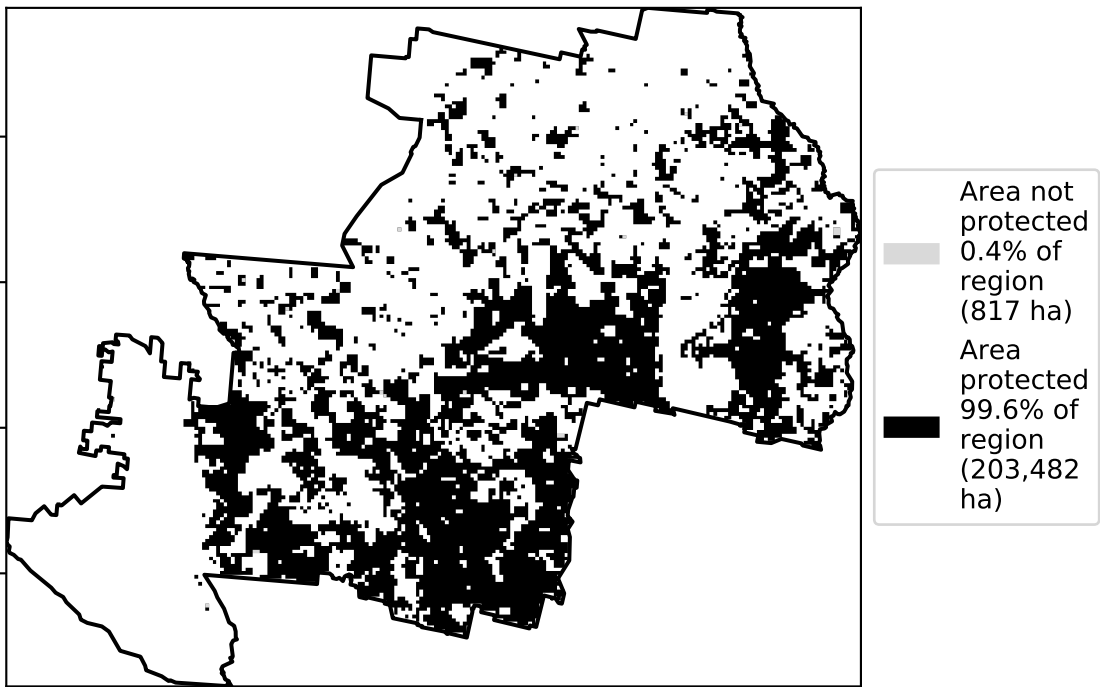 Area not
protected
0.4% of
region
(817 ha)
Area
protected
99.6% of
region
(203,482
ha)